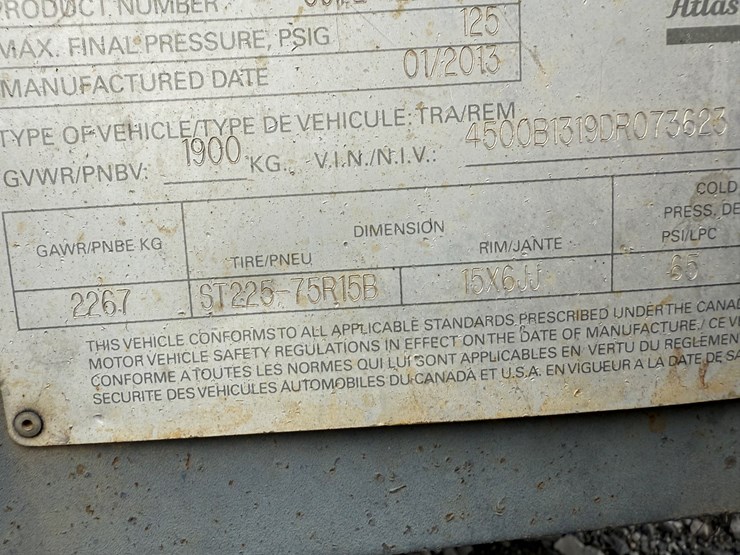 PRODUCT NUMBER
Atlas
MAX. FINAL PRESSURE, PSIG 125
MANUFACTURED DATE 01/2013
TYPE OF VEHICLE/TYPE DE VEHICULE: TRA/REM
GVWR/PNBV: 1900 KG. V.I.N./N.I.V.: 4500B1319DR073623
GAWR/PNBE KG DIMENSION COLD
TIRE/PNEU RIM/JANTE PRESS. DE
PSI/LPC
2267 ST225-75R15B 15X6JJ 65
THIS VEHICLE CONFORMS TO ALL APPLICABLE STANDARDS PRESCRIBED UNDER THE CANA
MOTOR VEHICLE SAFETY REGULATIONS IN EFFECT ON THE DATE OF MANUFACTURE./ CE V
CONFORME A TOUTES LES NORMES QUI LUI SONT APPLICABLES EN VERTU DU REGLEMEN
SECURITE DES VEHICULES AUTOMOBILES DU CANADA ET U.S.A. EN VIGUEUR A LA DATE DE SA